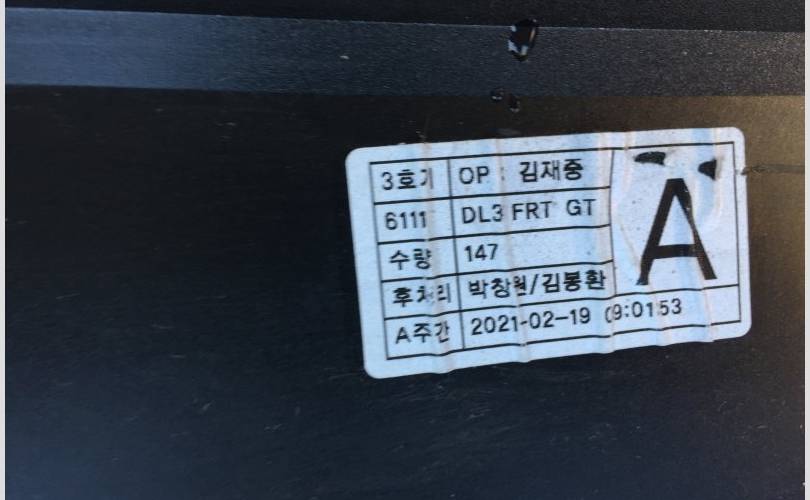 3호기 OP : 김재중
A
6111 DL3 FRT GT
수량 147
후처리 박창원/김봉환
A주간 2021-02-19 09:01:53